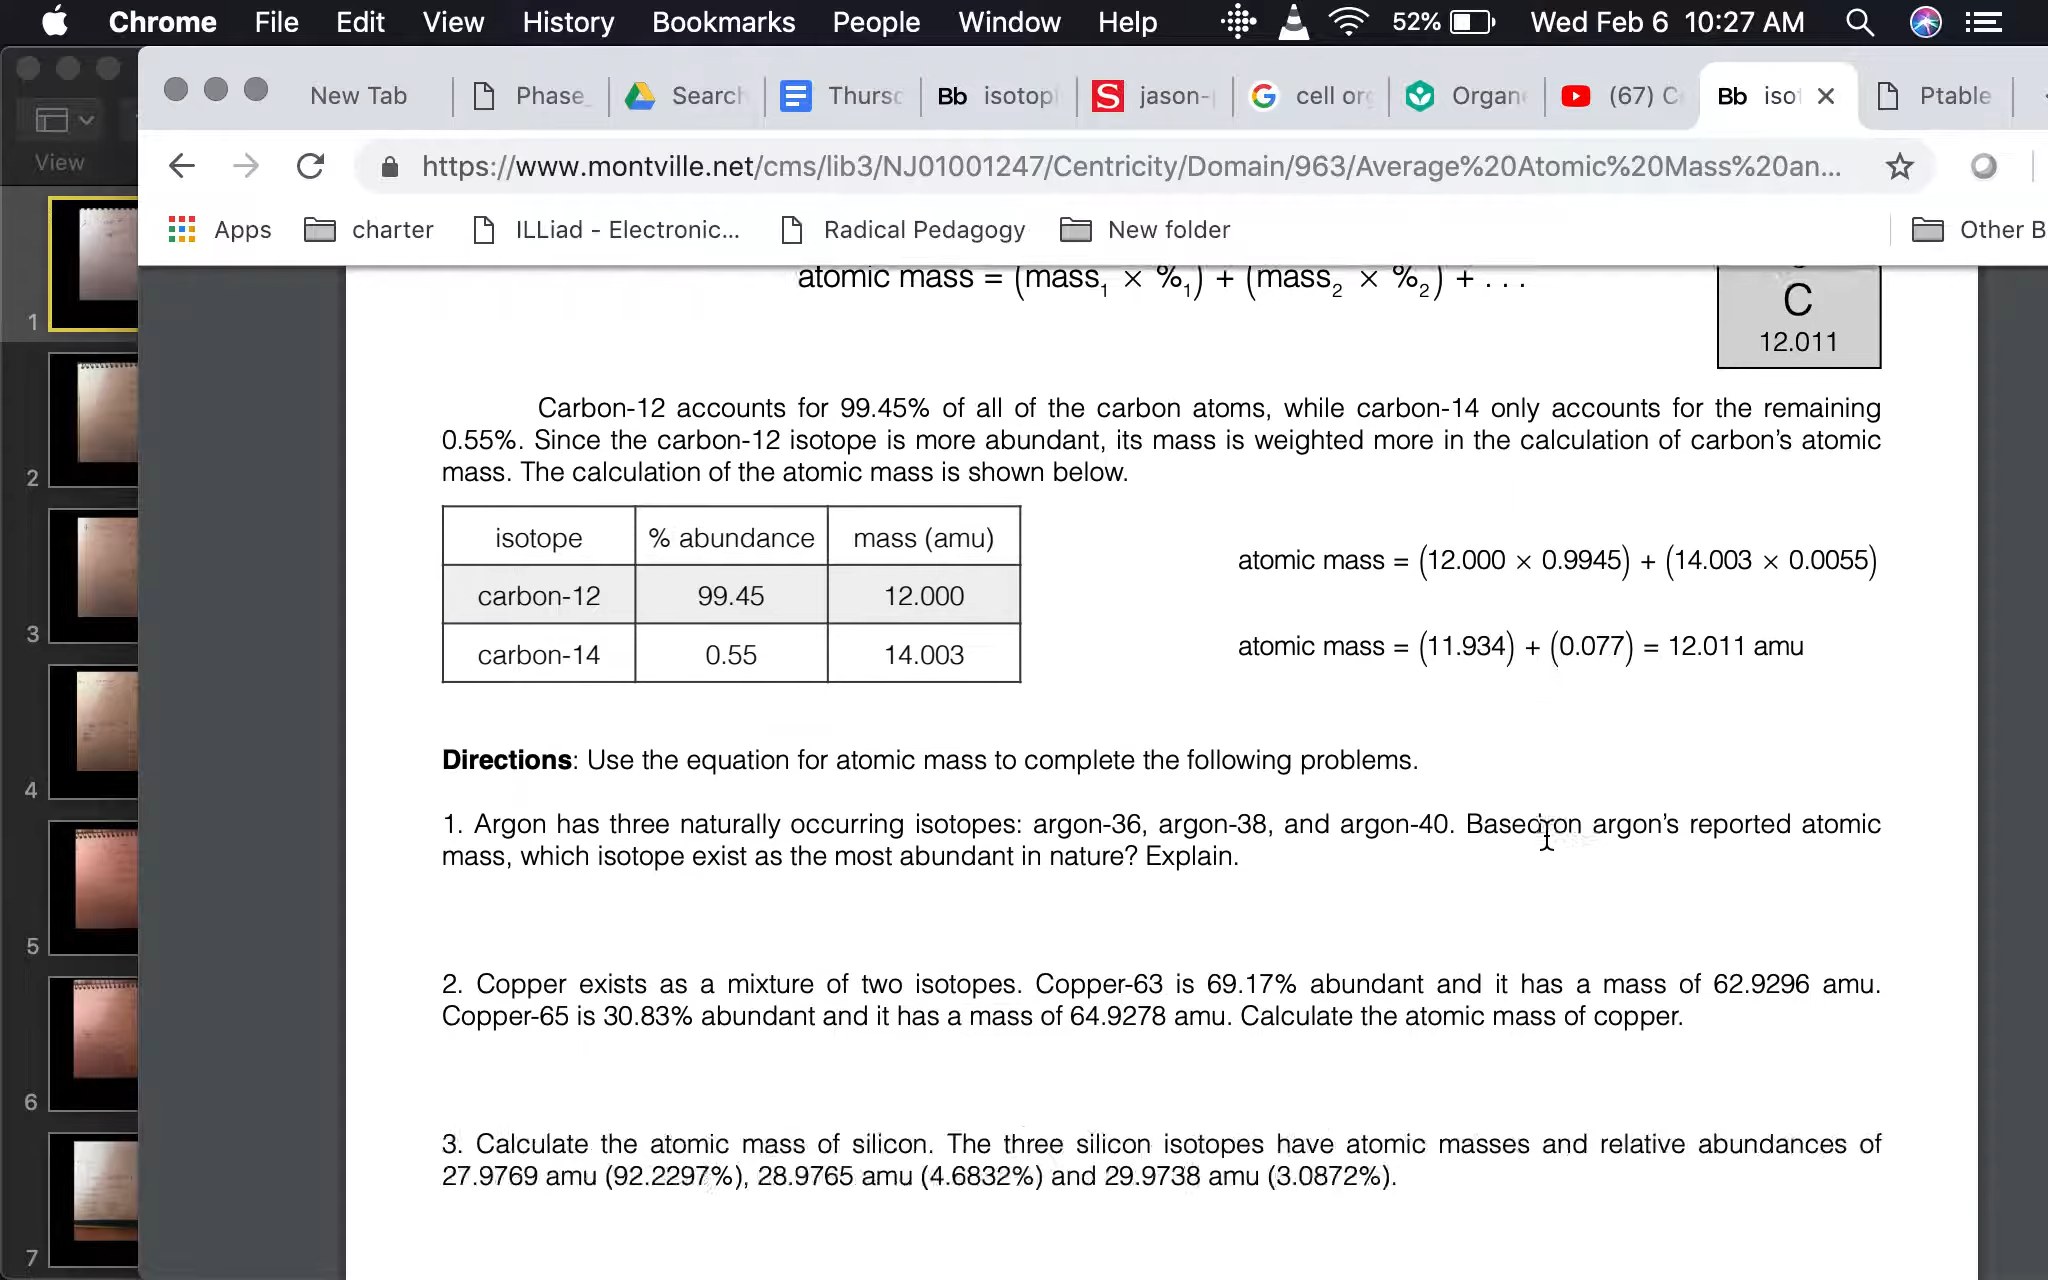 Chrome File Edit View History Bookmarks People Window Help 52% Wed Feb 6 10:27 AM
New Tab Phase_ Search Thursc Bb isotopl S jason- cell or Organ (67) C Bb iso Ptable
View
https://www.montville.net/cms/lib3/NJ01001247/Centricity/Domain/963/Average%20Atomic%20Mass%20an...
Apps charter ILLiad - Electronic... Radical Pedagogy New folder Other B
atomic mass = (mass₁ × %₁) + (mass₂ × %₂) + . . .
C
12.011
Carbon-12 accounts for 99.45% of all of the carbon atoms, while carbon-14 only accounts for the remaining
0.55%. Since the carbon-12 isotope is more abundant, its mass is weighted more in the calculation of carbon's atomic
mass. The calculation of the atomic mass is shown below.
isotope % abundance mass (amu)
carbon-12 99.45 12.000
carbon-14 0.55 14.003
atomic mass = (12.000 × 0.9945) + (14.003 × 0.0055)
atomic mass = (11.934) + (0.077) = 12.011 amu
Directions: Use the equation for atomic mass to complete the following problems.
1. Argon has three naturally occurring isotopes: argon-36, argon-38, and argon-40. Based on argon's reported atomic
mass, which isotope exist as the most abundant in nature? Explain.
2. Copper exists as a mixture of two isotopes. Copper-63 is 69.17% abundant and it has a mass of 62.9296 amu.
Copper-65 is 30.83% abundant and it has a mass of 64.9278 amu. Calculate the atomic mass of copper.
3. Calculate the atomic mass of silicon. The three silicon isotopes have atomic masses and relative abundances of
27.9769 amu (92.2297%), 28.9765 amu (4.6832%) and 29.9738 amu (3.0872%).
1
2
3
4
5
6
7